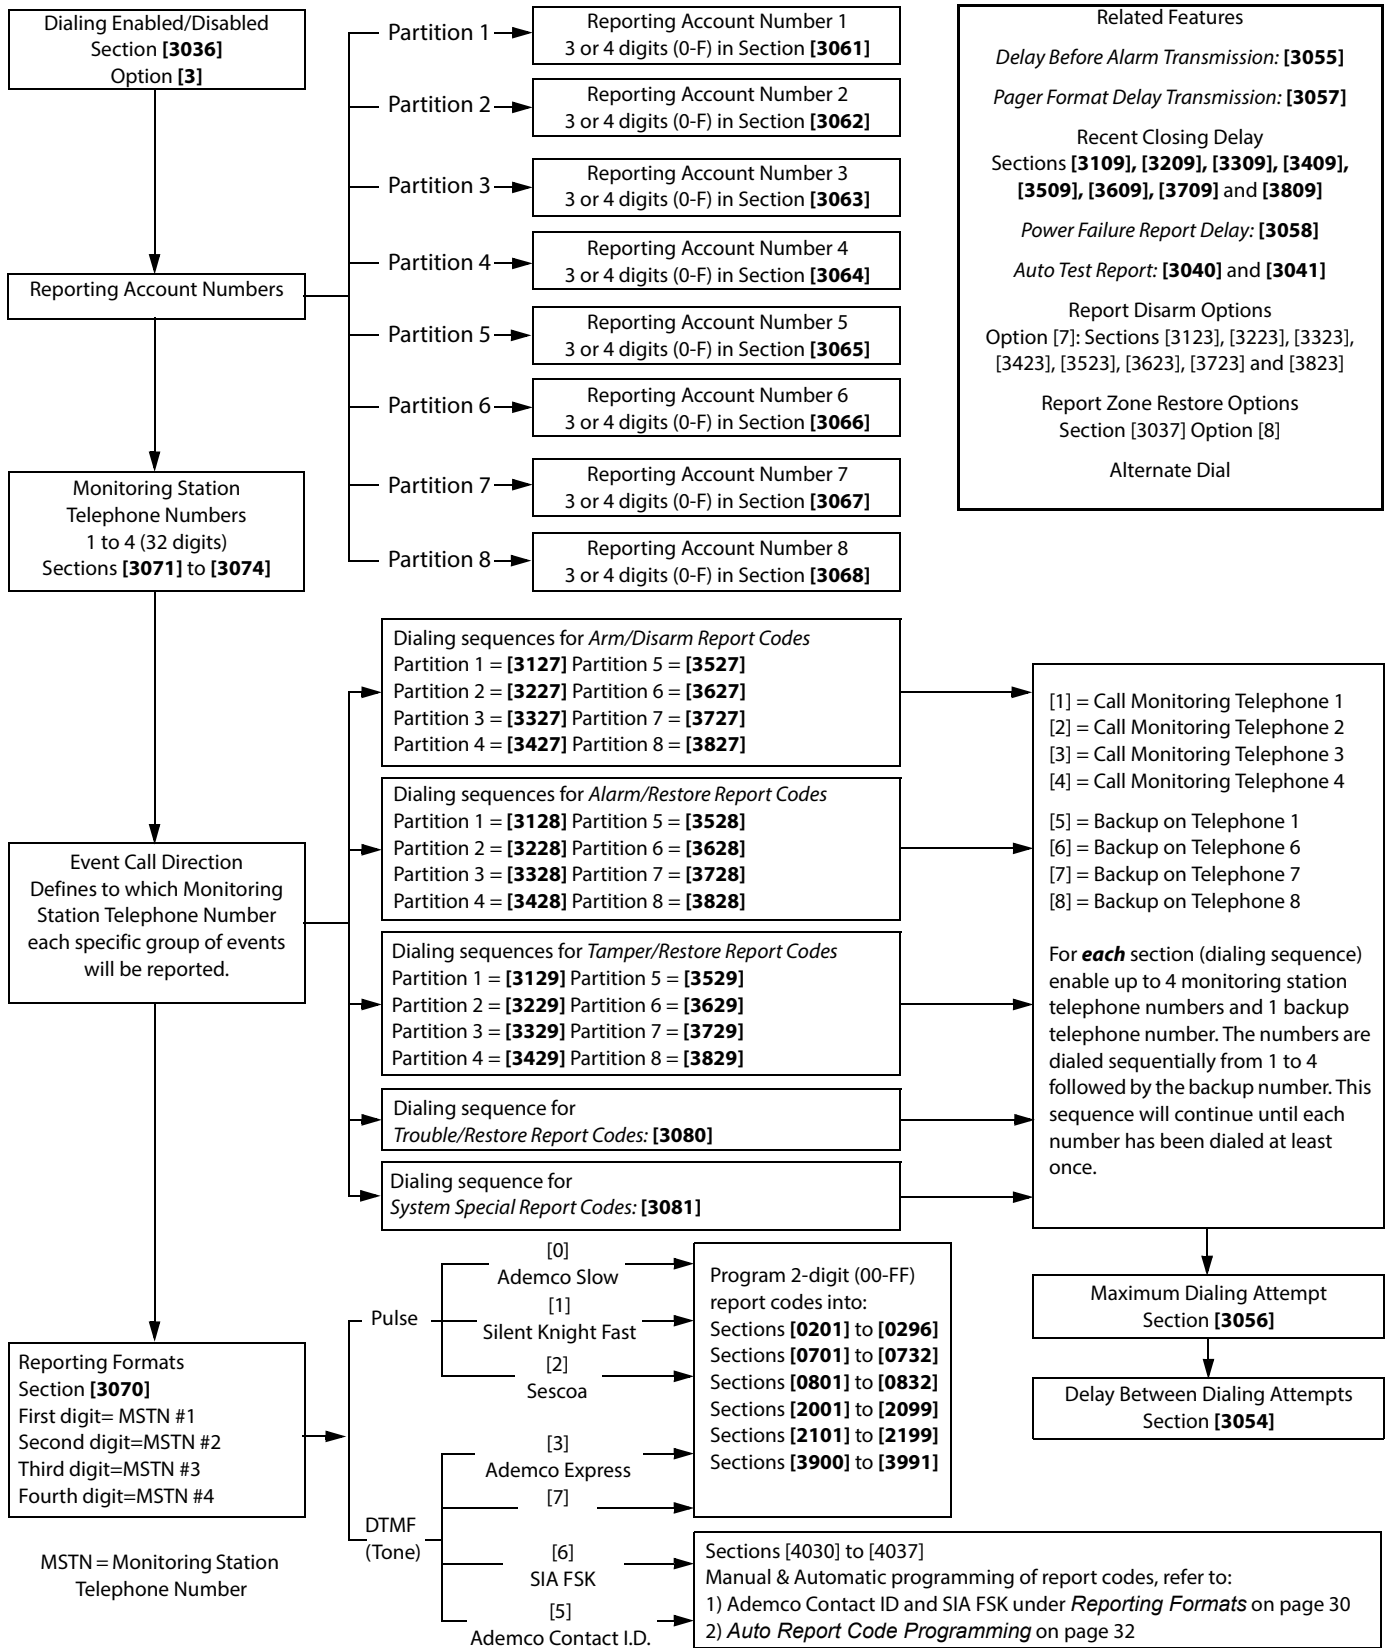 Dialing Enabled/Disabled
Section [3036]
Option [3]
Reporting Account Numbers
Partition 1
Reporting Account Number 1
3 or 4 digits (0-F) in Section [3061]
Partition 2
Reporting Account Number 2
3 or 4 digits (0-F) in Section [3062]
Partition 3
Reporting Account Number 3
3 or 4 digits (0-F) in Section [3063]
Partition 4
Reporting Account Number 4
3 or 4 digits (0-F) in Section [3064]
Partition 5
Reporting Account Number 5
3 or 4 digits (0-F) in Section [3065]
Partition 6
Reporting Account Number 6
3 or 4 digits (0-F) in Section [3066]
Partition 7
Reporting Account Number 7
3 or 4 digits (0-F) in Section [3067]
Partition 8
Reporting Account Number 8
3 or 4 digits (0-F) in Section [3068]
Related Features
Delay Before Alarm Transmission: [3055]
Pager Format Delay Transmission: [3057]
Recent Closing Delay
Sections [3109], [3209], [3309], [3409],
[3509], [3609], [3709] and [3809]
Power Failure Report Delay: [3058]
Auto Test Report: [3040] and [3041]
Report Disarm Options
Option [7]: Sections [3123], [3223], [3323],
[3423], [3523], [3623], [3723] and [3823]
Report Zone Restore Options
Section [3037] Option [8]
Alternate Dial
Monitoring Station
Telephone Numbers
1 to 4 (32 digits)
Sections [3071] to [3074]
Event Call Direction
Defines to which Monitoring
Station Telephone Number
each specific group of events
will be reported.
Dialing sequences for Arm/Disarm Report Codes
Partition 1 = [3127] Partition 5 = [3527]
Partition 2 = [3227] Partition 6 = [3627]
Partition 3 = [3327] Partition 7 = [3727]
Partition 4 = [3427] Partition 8 = [3827]
Dialing sequences for Alarm/Restore Report Codes
Partition 1 = [3128] Partition 5 = [3528]
Partition 2 = [3228] Partition 6 = [3628]
Partition 3 = [3328] Partition 7 = [3728]
Partition 4 = [3428] Partition 8 = [3828]
Dialing sequences for Tamper/Restore Report Codes
Partition 1 = [3129] Partition 5 = [3529]
Partition 2 = [3229] Partition 6 = [3629]
Partition 3 = [3329] Partition 7 = [3729]
Partition 4 = [3429] Partition 8 = [3829]
Dialing sequence for
Trouble/Restore Report Codes: [3080]
Dialing sequence for
System Special Report Codes: [3081]
[1] = Call Monitoring Telephone 1
[2] = Call Monitoring Telephone 2
[3] = Call Monitoring Telephone 3
[4] = Call Monitoring Telephone 4
[5] = Backup on Telephone 1
[6] = Backup on Telephone 6
[7] = Backup on Telephone 7
[8] = Backup on Telephone 8
For each section (dialing sequence)
enable up to 4 monitoring station
telephone numbers and 1 backup
telephone number. The numbers are
dialed sequentially from 1 to 4
followed by the backup number. This
sequence will continue until each
number has been dialed at least
once.
Maximum Dialing Attempt
Section [3056]
Delay Between Dialing Attempts
Section [3054]
Reporting Formats
Section [3070]
First digit= MSTN #1
Second digit=MSTN #2
Third digit=MSTN #3
Fourth digit=MSTN #4
MSTN = Monitoring Station
Telephone Number
Pulse
[0]
Ademco Slow
[1]
Silent Knight Fast
[2]
Sescoa
DTMF
(Tone)
[3]
Ademco Express
[7]
[6]
SIA FSK
[5]
Ademco Contact I.D.
Program 2-digit (00-FF)
report codes into:
Sections [0201] to [0296]
Sections [0701] to [0732]
Sections [0801] to [0832]
Sections [2001] to [2099]
Sections [2101] to [2199]
Sections [3900] to [3991]
Sections [4030] to [4037]
Manual & Automatic programming of report codes, refer to:
1) Ademco Contact ID and SIA FSK under Reporting Formats on page 30
2) Auto Report Code Programming on page 32